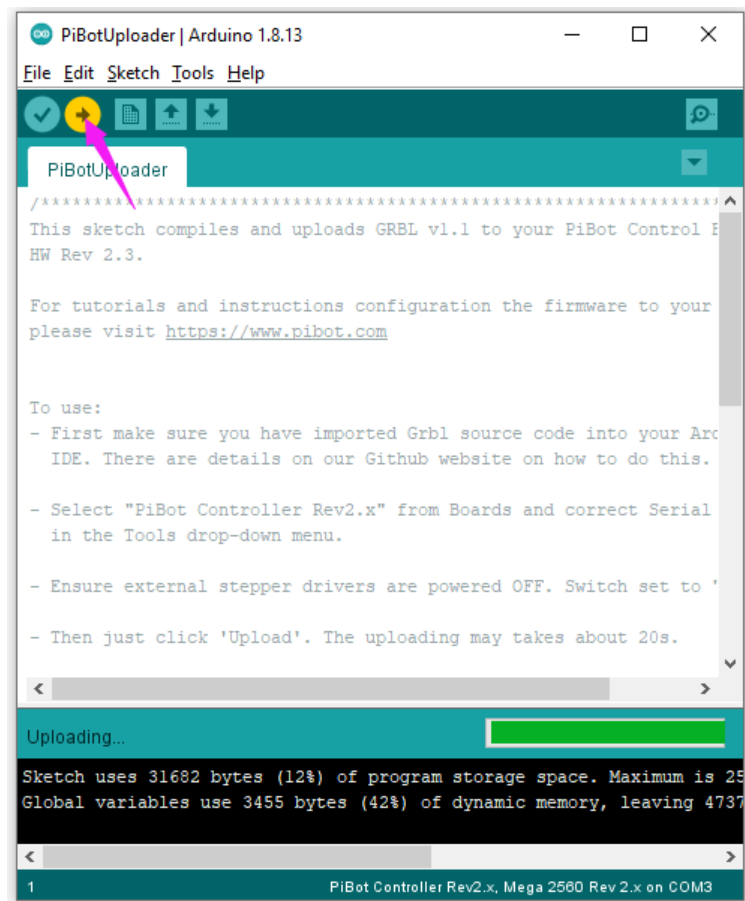 PiBotUploader | Arduino 1.8.13
File Edit Sketch Tools Help
PiBotUploader
/****************************************************************
This sketch compiles and uploads GRBL v1.1 to your PiBot Control
HW Rev 2.3.
For tutorials and instructions configuration the firmware to your
please visit https://www.pibot.com
To use:
- First make sure you have imported Grbl source code into your
IDE. There are details on our Github website on how to do this.
- Select "PiBot Controller Rev2.x" from Boards and correct Serial
in the Tools drop-down menu.
- Ensure external stepper drivers are powered OFF. Switch set to '
- Then just click 'Upload'. The uploading may takes about 20s.
Uploading...
Sketch uses 31682 bytes (12%) of program storage space. Maximum is 25
Global variables use 3455 bytes (42%) of dynamic memory, leaving 4737
1 PiBot Controller Rev2.x, Mega 2560 Rev 2.x on COM3